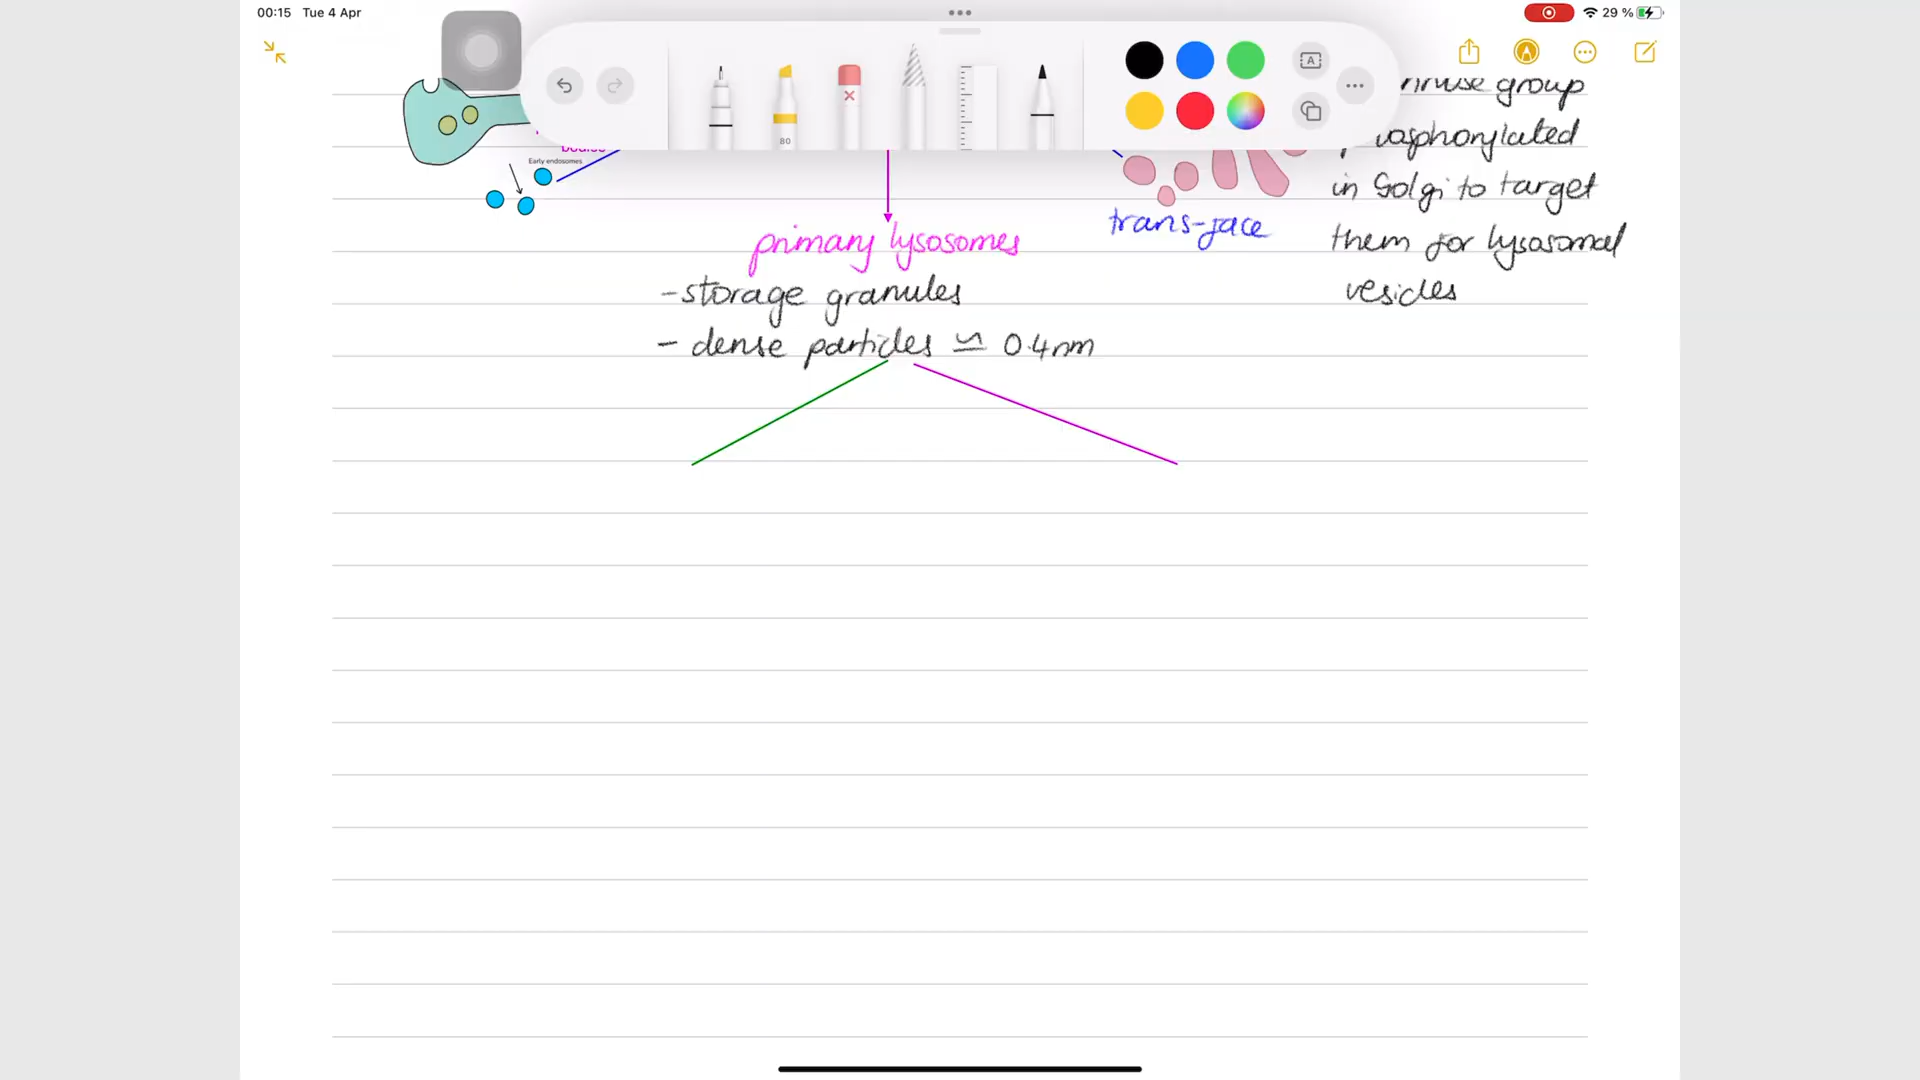 00:15 Tue 4 Apr
29 %
A
80
group
Early endosomes
in Golgi to target
trans-face
them for lysosomal
primary lysosomes
vesicles
-storage granules
- dense particles ≃ 0.4nm